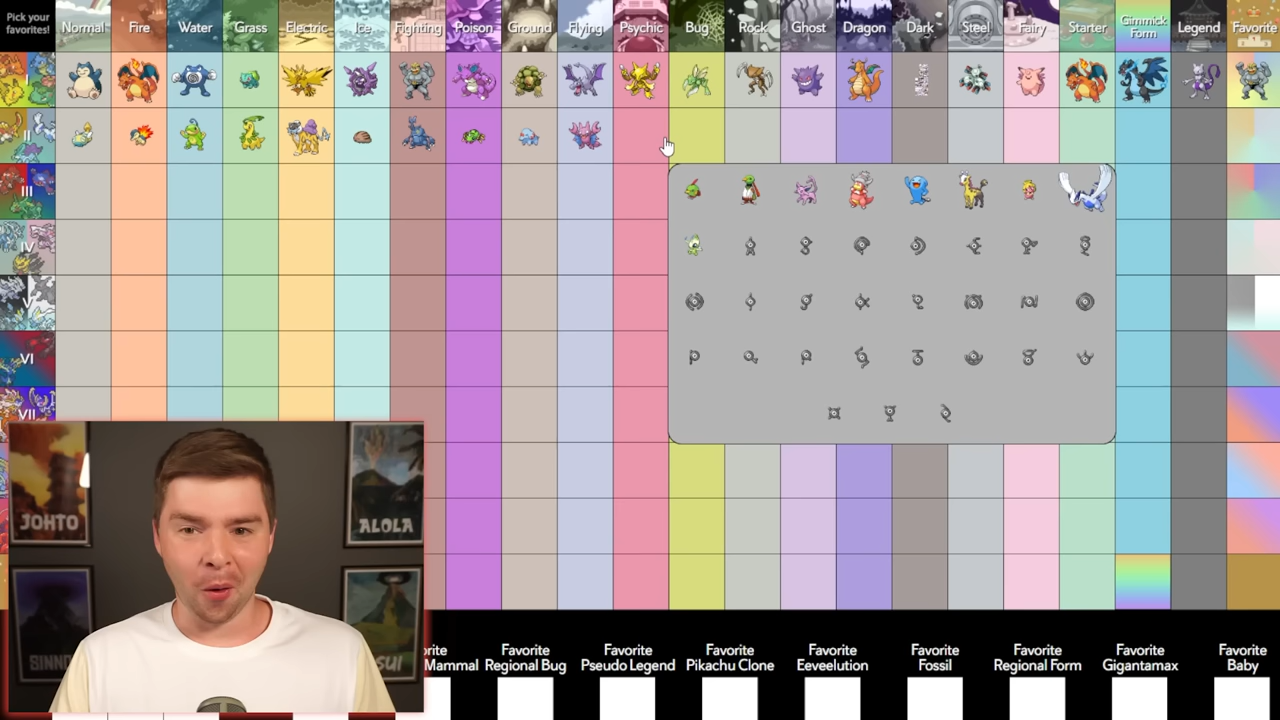 Pick your
favorites!
Normal
Fire
Water
Grass
Electric
Ice
Fighting
Poison
Ground
Flying
Psychic
Bug
Rock
Ghost
Dragon
Dark
Steel
Fairy
Starter
Gimmick
Form
Legend
Favorite
II
III
IV
V
VI
VII
JOHTO
ALOLA
SINNO
SUI
rite
Mammal
Favorite
Regional Bug
Favorite
Pseudo Legend
Favorite
Pikachu Clone
Favorite
Eeveelution
Favorite
Fossil
Favorite
Regional Form
Favorite
Gigantamax
Favorite
Baby